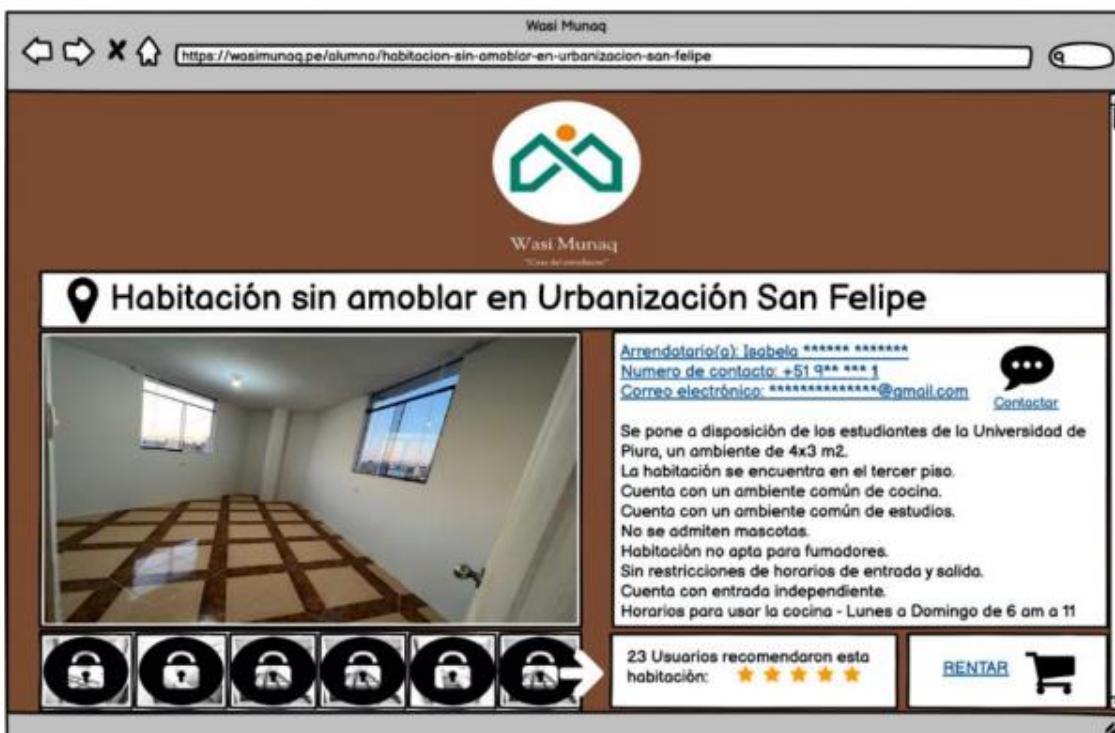 Wasi Munaq
https://wasimunaq.pe/alumno/habitacion-sin-amoblar-en-urbanizacion-san-felipe
Wasi Munaq
"Casa del estudiante"
Habitación sin amoblar en Urbanización San Felipe
Arrendatario(a): Isabela ****** *******
Numero de contacto: +51 9** *** 1
Correo electrónico: **************@gmail.com
Contactar
Se pone a disposición de los estudiantes de la Universidad de
Piura, un ambiente de 4x3 m2.
La habitación se encuentra en el tercer piso.
Cuenta con un ambiente común de cocina.
Cuenta con un ambiente común de estudios.
No se admiten mascotas.
Habitación no apta para fumadores.
Sin restricciones de horarios de entrada y salida.
Cuenta con entrada independiente.
Horarios para usar la cocina - Lunes a Domingo de 6 am a 11
23 Usuarios recomendaron esta
habitación:
RENTAR